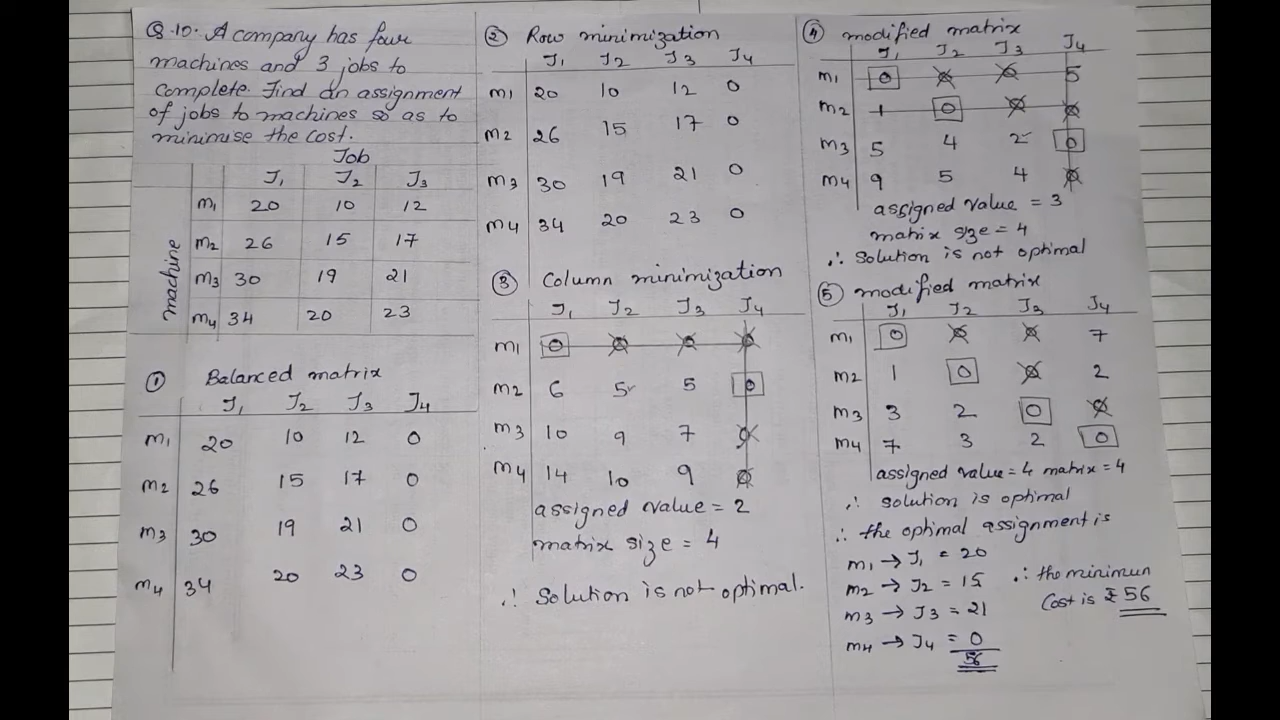 Q.10. A company has four
machines and 3 jobs to
complete. Find an assignment
of jobs to machines so as to
minimise the cost.
Job
J1 J2 J3
machine
m1 20 10 12
m2 26 15 17
m3 30 19 21
m4 34 20 23
① Balanced matrix
J1 J2 J3 J4
m1 20 10 12 0
m2 26 15 17 0
m3 30 19 21 0
m4 34 20 23 0
② Row minimization
J1 J2 J3 J4
m1 20 10 12 0
m2 26 15 17 0
m3 30 19 21 0
m4 34 20 23 0
③ Column minimization
J1 J2 J3 J4
m1 0 0 0 0
m2 6 5 5 0
m3 10 9 7 0
m4 14 10 9 0
assigned value = 2
matrix size = 4
∴ Solution is not optimal.
④ modified matrix
J1 J2 J3 J4
m1 0 0 0 5
m2 1 0 0 0
m3 5 4 2 0
m4 9 5 4 0
assigned value = 3
matrix size = 4
∴ Solution is not optimal
⑤ modified matrix
J1 J2 J3 J4
m1 0 0 0 7
m2 1 0 0 2
m3 3 2 0 0
m4 7 3 2 0
assigned value = 4 matrix = 4
∴ solution is optimal
∴ the optimal assignment is
m1 → J1 = 20
m2 → J2 = 15
m3 → J3 = 21
m4 → J4 = 0
56
∴ the minimun
Cost is ₹ 56